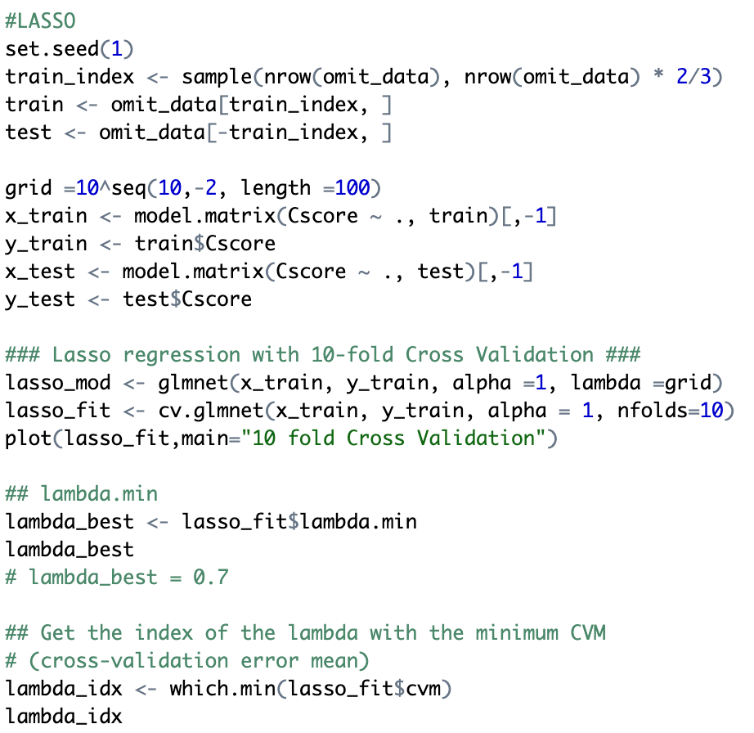 #LASSO
set.seed(1)
train_index <- sample(nrow(omit_data), nrow(omit_data) * 2/3)
train <- omit_data[train_index, ]
test <- omit_data[-train_index, ]
grid =10^seq(10,-2, length =100)
x_train <- model.matrix(Cscore ~ ., train)[,-1]
y_train <- train$Cscore
x_test <- model.matrix(Cscore ~ ., test)[,-1]
y_test <- test$Cscore
### Lasso regression with 10-fold Cross Validation ###
lasso_mod <- glmnet(x_train, y_train, alpha =1, lambda =grid)
lasso_fit <- cv.glmnet(x_train, y_train, alpha = 1, nfolds=10)
plot(lasso_fit,main="10 fold Cross Validation")
## lambda.min
lambda_best <- lasso_fit$lambda.min
lambda_best
# lambda_best = 0.7
## Get the index of the lambda with the minimum CVM
# (cross-validation error mean)
lambda_idx <- which.min(lasso_fit$cvm)
lambda_idx